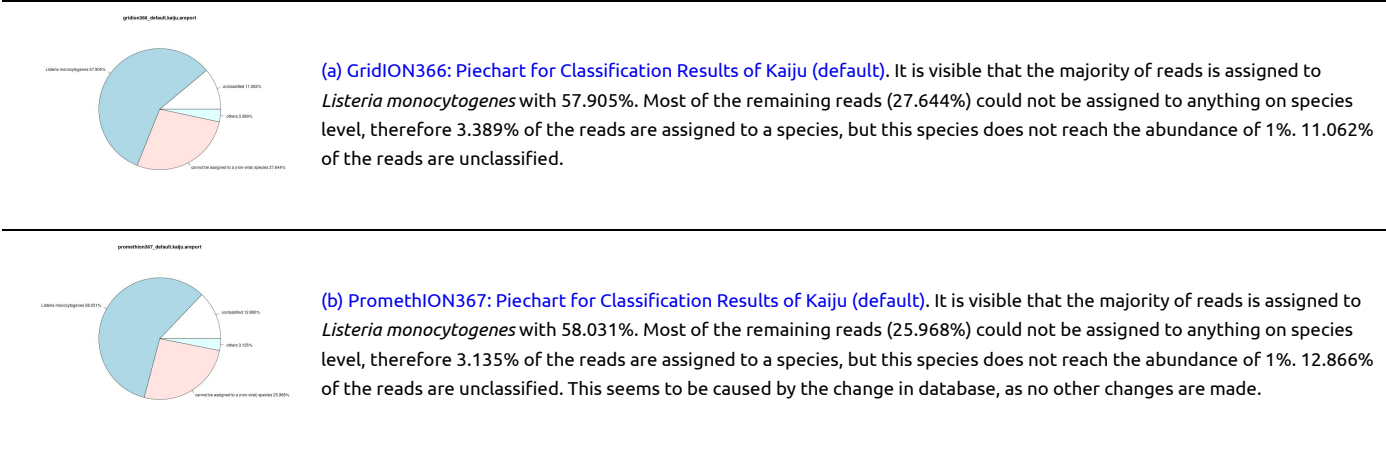 gridion366_default.kaiju.areport
Listeria monocytogenes 57.905%
unclassified 11.062%
others 3.389%
cannot be assigned to a (non-viral) species 27.644%
(a) GridION366: Piechart for Classification Results of Kaiju (default). It is visible that the majority of reads is assigned to
Listeria monocytogenes with 57.905%. Most of the remaining reads (27.644%) could not be assigned to anything on species
level, therefore 3.389% of the reads are assigned to a species, but this species does not reach the abundance of 1%. 11.062%
of the reads are unclassified.
promethion367_default.kaiju.areport
Listeria monocytogenes 58.031%
unclassified 12.866%
others 3.135%
cannot be assigned to a (non-viral) species 25.968%
(b) PromethION367: Piechart for Classification Results of Kaiju (default). It is visible that the majority of reads is assigned to
Listeria monocytogenes with 58.031%. Most of the remaining reads (25.968%) could not be assigned to anything on species
level, therefore 3.135% of the reads are assigned to a species, but this species does not reach the abundance of 1%. 12.866%
of the reads are unclassified. This seems to be caused by the change in database, as no other changes are made.